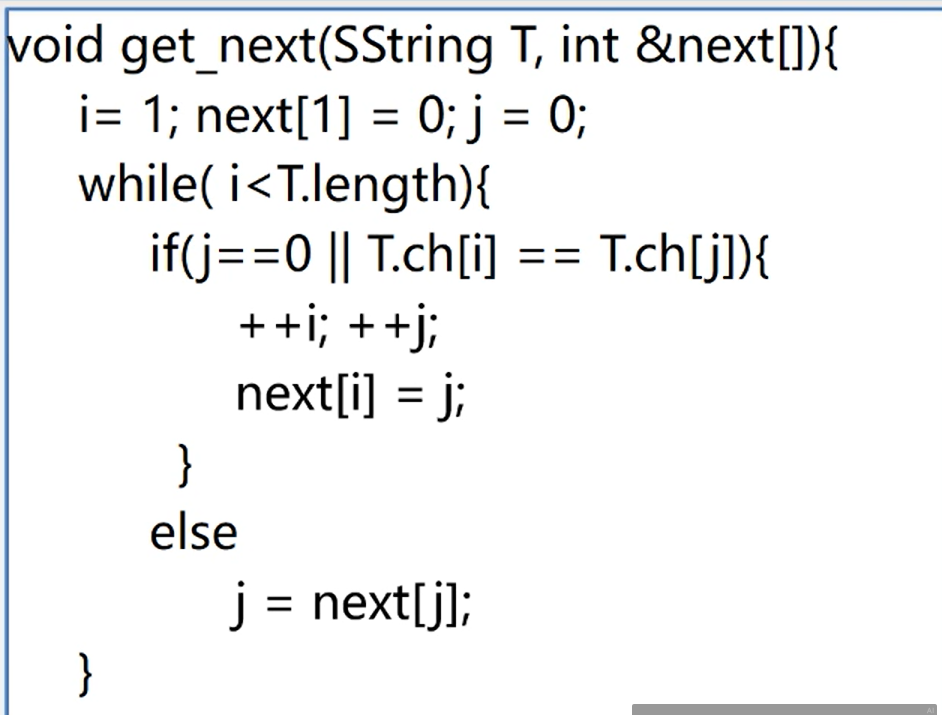 void get_next(SString T, int &next[]){
i= 1; next[1] = 0; j = 0;
while( i<T.length){
if(j==0 || T.ch[i] == T.ch[j]){
++i; ++j;
next[i] = j;
}
else
j = next[j];
}